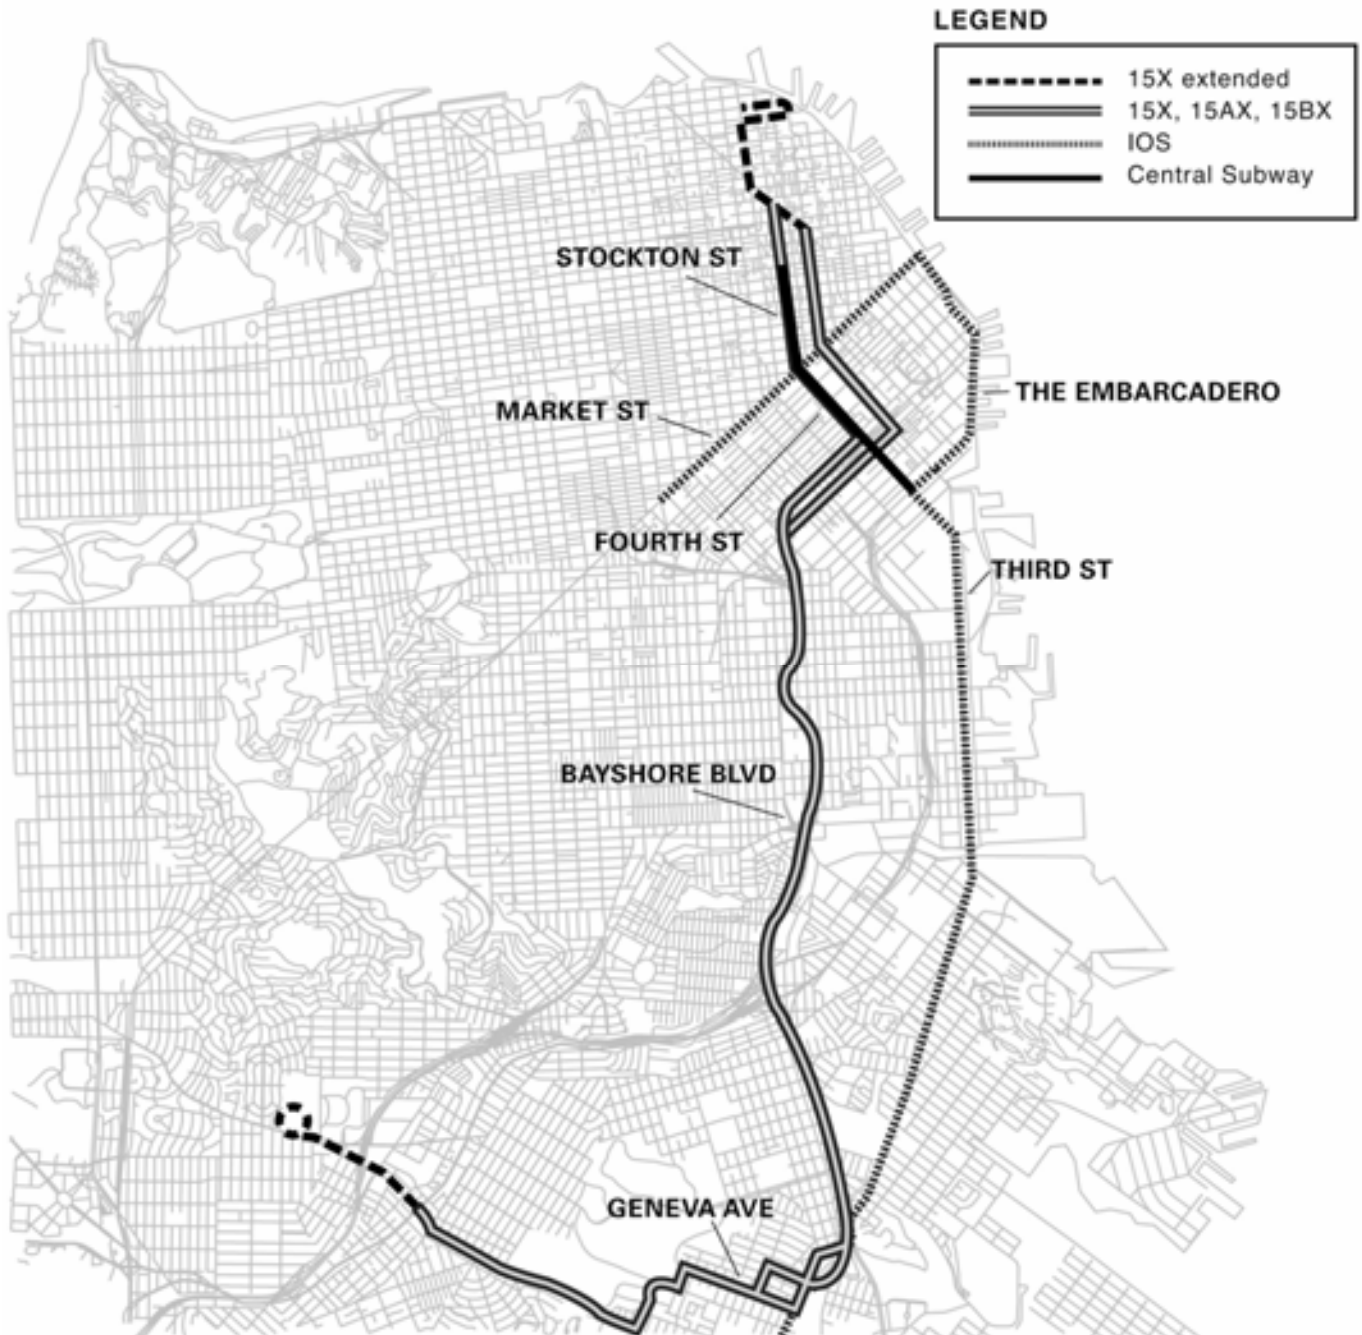 LEGEND
15X extended
15X, 15AX, 15BX
IOS
Central Subway
STOCKTON ST
MARKET ST
THE EMBARCADERO
FOURTH ST
THIRD ST
BAYSHORE BLVD
GENEVA AVE